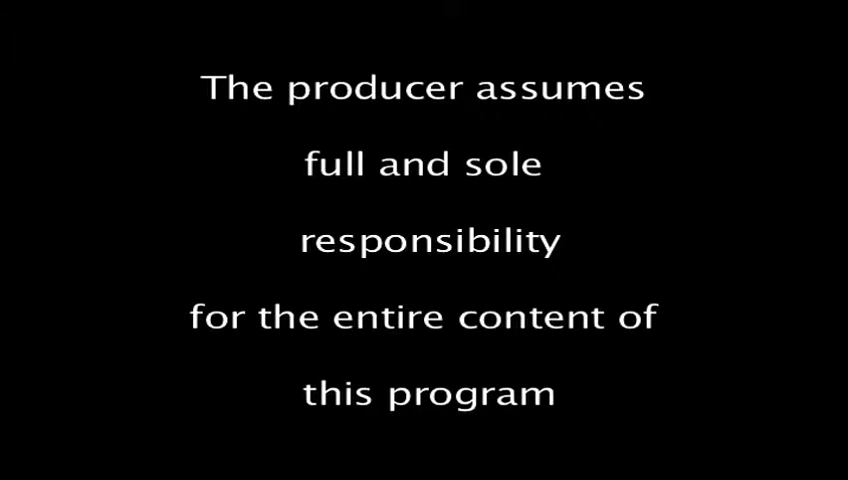 The producer assumes
full and sole
responsibility
for the entire content of
this program